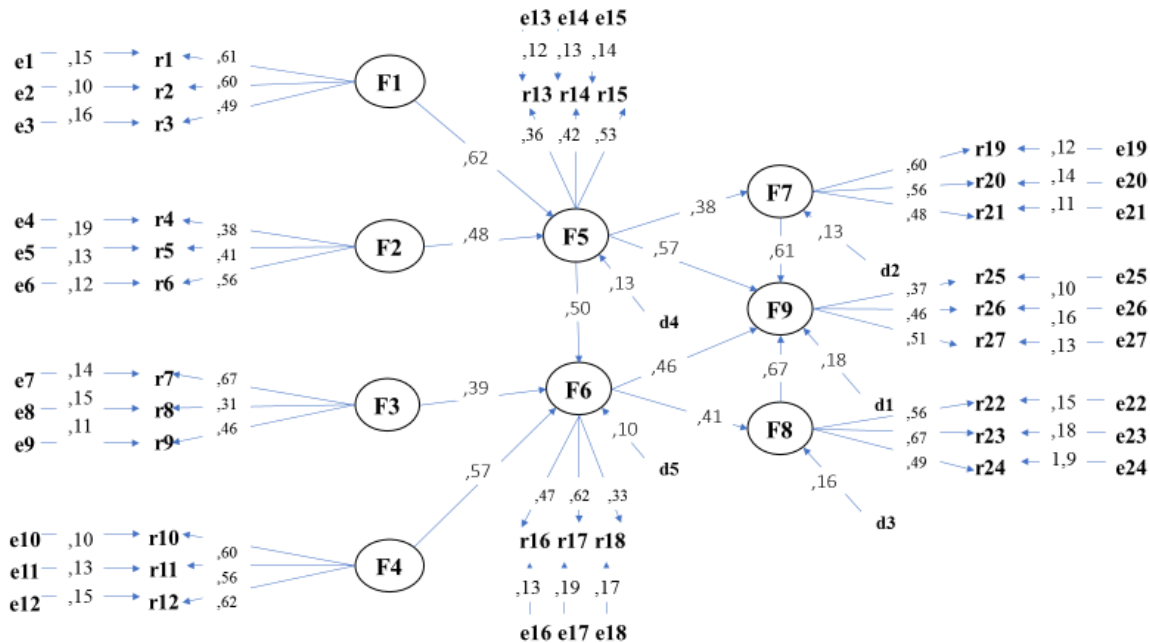 e13 e14 e15
,12 ,13 ,14
r13 r14 r15
,36 ,42 ,53
e1 ,15 r1 ,61
e2 ,10 r2 ,60
e3 ,16 r3 ,49
F1
,62
e4 ,19 r4 ,38
e5 ,13 r5 ,41
e6 ,12 r6 ,56
F2
,48
F5
,38
,57
,50
,13
d4
F7
,60 r19 ,12 e19
,56 r20 ,14 e20
,48 r21 ,11 e21
,13
d2
,61
F9
,37 r25 ,10 e25
,46 r26 ,16 e26
,51 r27 ,13 e27
,18
d1
,67
e7 ,14 r7 ,67
e8 ,15 r8 ,31
e9 ,11 r9 ,46
F3
,39
F6
,46
,41
,10
d5
F8
,56 r22 ,15 e22
,67 r23 ,18 e23
,49 r24 1,9 e24
,16
d3
,57
e10 ,10 r10 ,60
e11 ,13 r11 ,56
e12 ,15 r12 ,62
F4
,47 ,62 ,33
r16 r17 r18
,13 ,19 ,17
e16 e17 e18